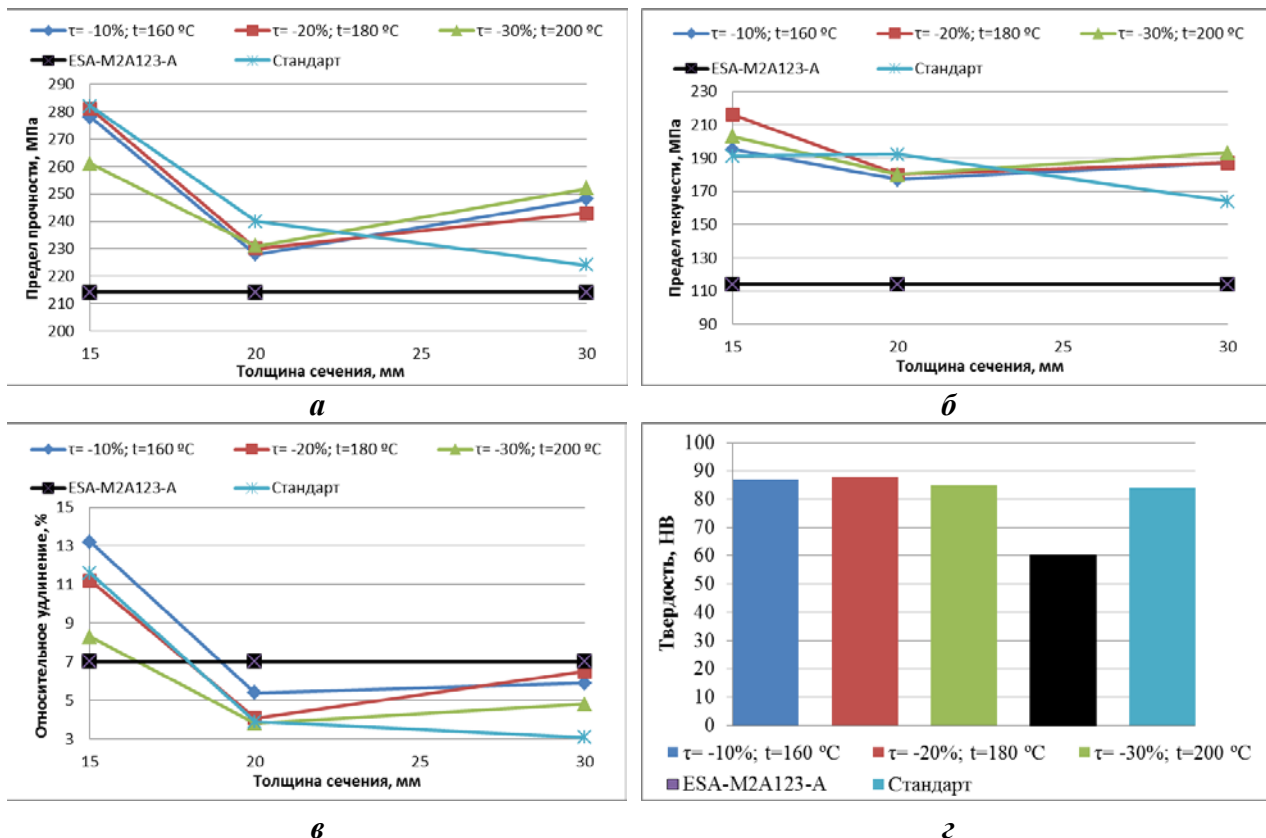 τ= -10%; t=160 ºC τ= -20%; t=180 ºC τ= -30%; t=200 ºC
ESA-M2A123-A Стандарт
Предел прочности, МПа
290
280
270
260
250
240
230
220
210
200
15 20 25 30
Толщина сечения, мм
а
τ= -10%; t=160 ºC τ= -20%; t=180 ºC τ= -30%; t=200 ºC
ESA-M2A123-A Стандарт
Предел текучести, МПа
230
210
190
170
150
130
110
90
15 20 25 30
Толщина сечения, мм
б
τ= -10%; t=160 ºC τ= -20%; t=180 ºC τ= -30%; t=200 ºC
ESA-M2A123-A Стандарт
Относительное удлинение, %
15
13
11
9
7
5
3
15 20 25 30
Толщина сечения, мм
в
Твердость, НВ
100
90
80
70
60
50
40
30
20
10
0
τ= -10%; t=160 ºC τ= -20%; t=180 ºC τ= -30%; t=200 ºC
ESA-M2A123-A Стандарт
г